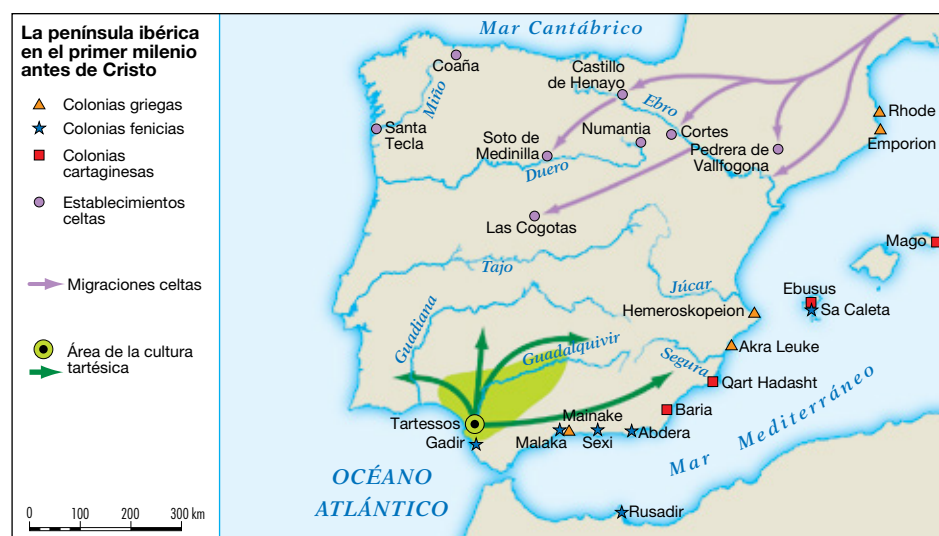 La península ibérica
en el primer milenio
antes de Cristo
Colonias griegas
Colonias fenicias
Colonias
cartaginesas
Establecimientos
celtas
Migraciones celtas
Área de la cultura
tartésica
0 100 200 300 km
Mar Cantábrico
Coaña
Miño
Santa
Tecla
Castillo
de Henayo
Ebro
Soto de
Medinilla
Numantia
Cortes
Pedrera de
Vallfogona
Rhode
Emporion
Duero
Las Cogotas
Mago
Tajo
Júcar
Ebusus
Sa Caleta
Hemeroskopeion
Guadiana
Guadalquivir
Segura
Akra Leuke
Qart Hadasht
Baria
Tartessos
Mainake
Gadir
Malaka
Sexi
Abdera
Mar Mediterráneo
OCÉANO
ATLÁNTICO
Rusadir